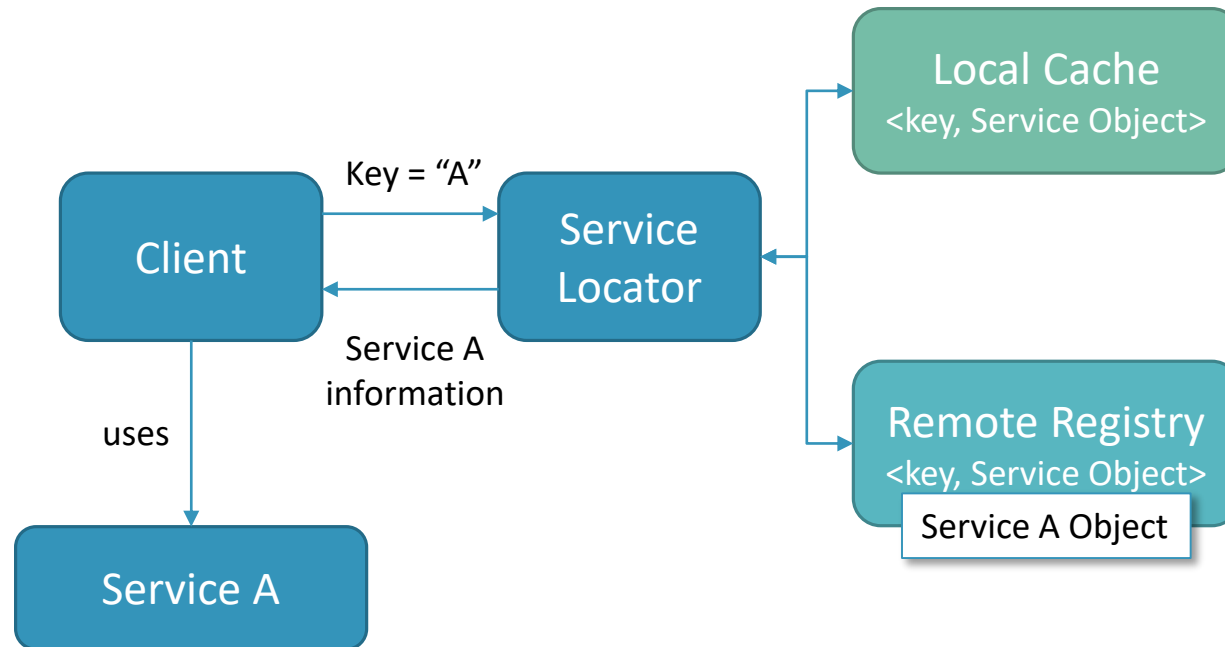 Local Cache
<key, Service Object>
Key = “A”
Client
Service
Locator
Service A
information
uses
Remote Registry
<key, Service Object>
Service A Object
Service A